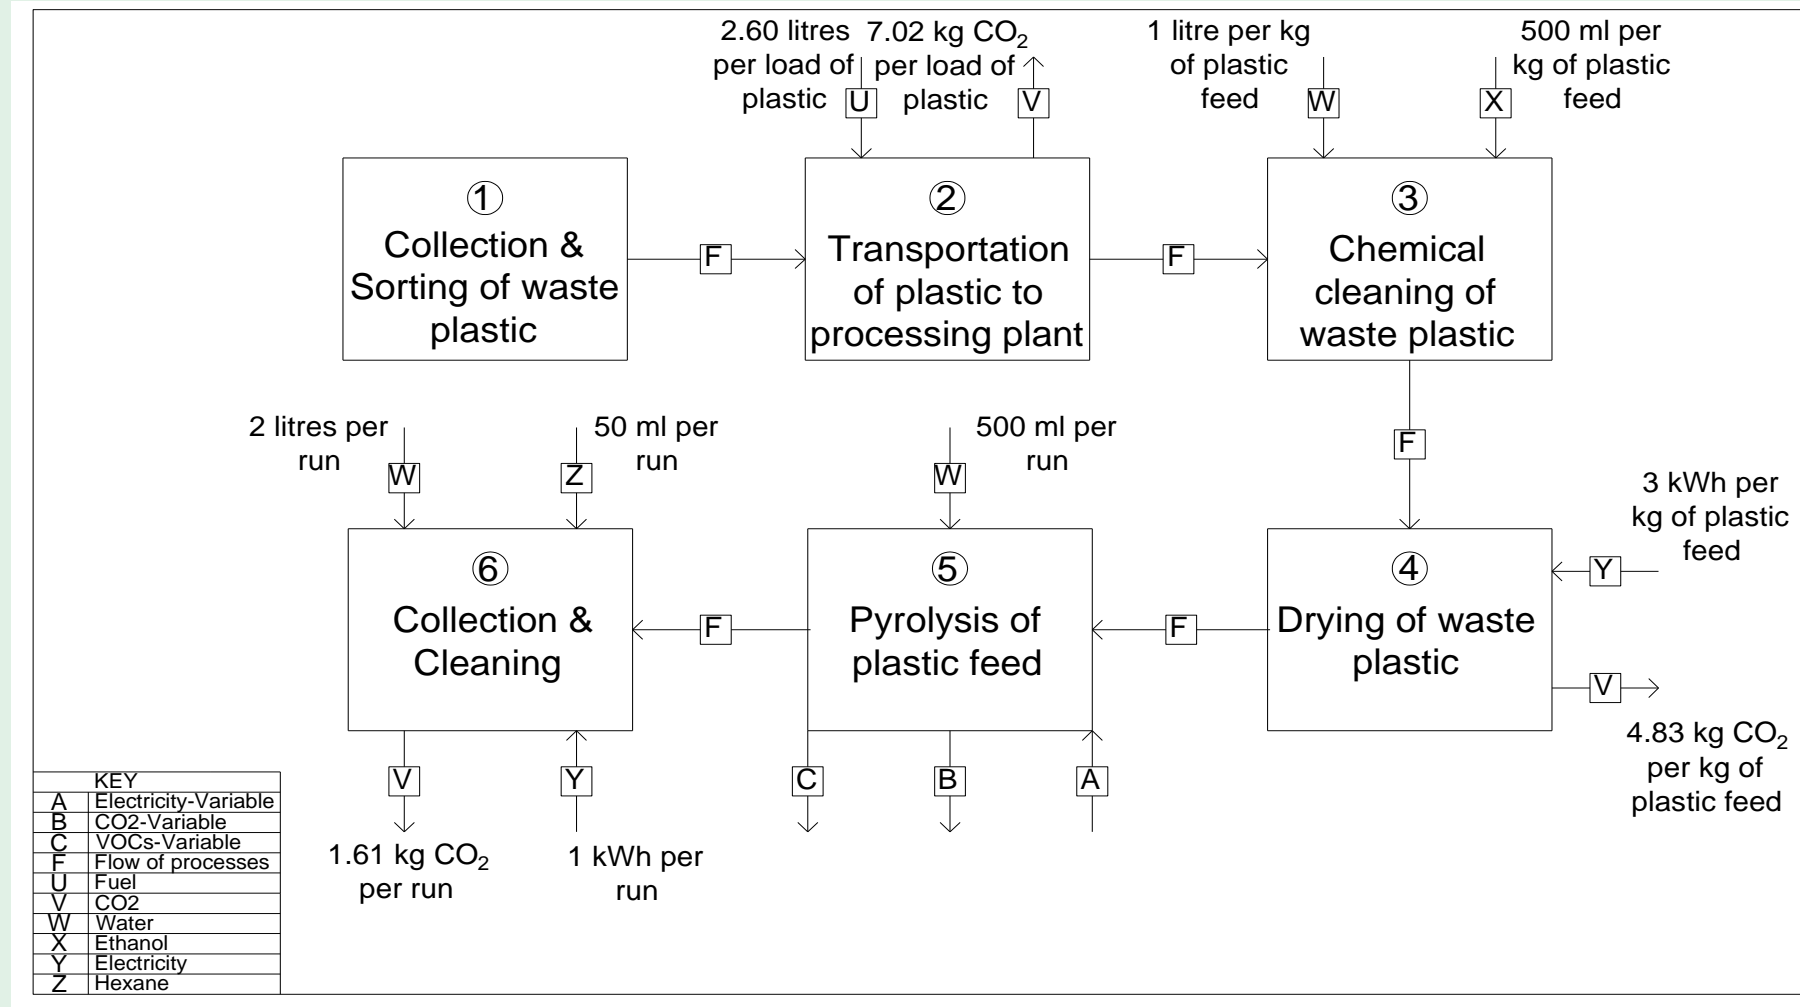 2.60 litres
per load of
plastic
U
7.02 kg CO₂
per load of
plastic
V
1 litre per kg
of plastic
feed
W
500 ml per
kg of plastic
feed
X
①
Collection &
Sorting of waste
plastic
F
②
Transportation
of plastic to
processing plant
F
③
Chemical
cleaning of
waste plastic
F
3 kWh per
kg of plastic
feed
Y
④
Drying of waste
plastic
V
4.83 kg CO₂
per kg of
plastic feed
F
500 ml per
run
W
⑤
Pyrolysis of
plastic feed
C
B
A
F
2 litres per
run
W
50 ml per
run
Z
⑥
Collection &
Cleaning
V
1.61 kg CO₂
per run
Y
1 kWh per
run
KEY
A Electricity-Variable
B CO2-Variable
C VOCs-Variable
F Flow of processes
U Fuel
V CO2
W Water
X Ethanol
Y Electricity
Z Hexane